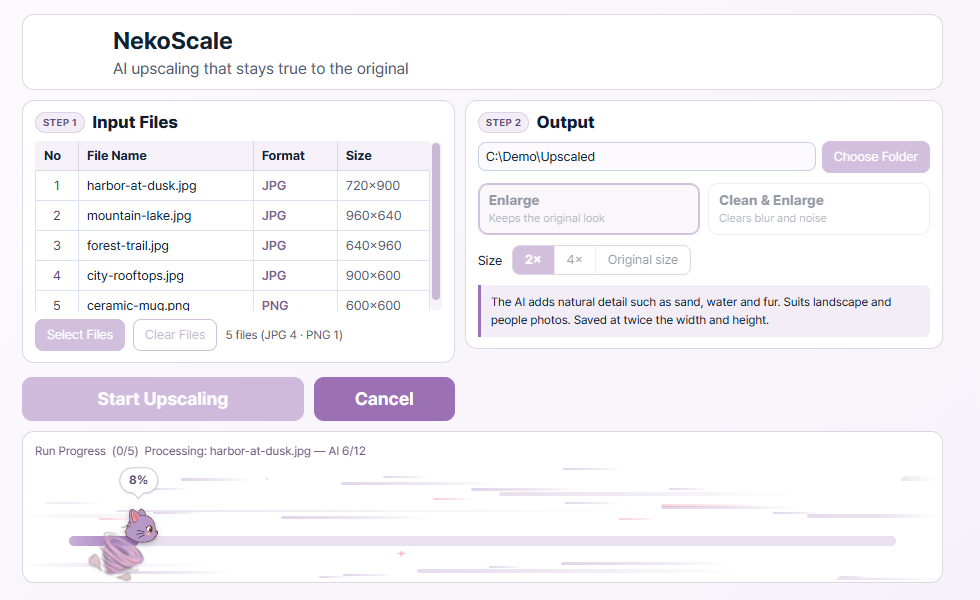 NekoScale
AI upscaling that stays true to the original
STEP 1 Input Files
No File Name Format Size
1 harbor-at-dusk.jpg JPG 720×900
2 mountain-lake.jpg JPG 960×640
3 forest-trail.jpg JPG 640×960
4 city-rooftops.jpg JPG 900×600
5 ceramic-mug.png PNG 600×600
Select Files Clear Files 5 files (JPG 4 · PNG 1)
STEP 2 Output
C:\Demo\Upscaled Choose Folder
Enlarge
Keeps the original look
Clean & Enlarge
Clears blur and noise
Size 2× 4× Original size
The AI adds natural detail such as sand, water and fur. Suits landscape and
people photos. Saved at twice the width and height.
Start Upscaling Cancel
Run Progress (0/5) Processing: harbor-at-dusk.jpg — AI 6/12
8%